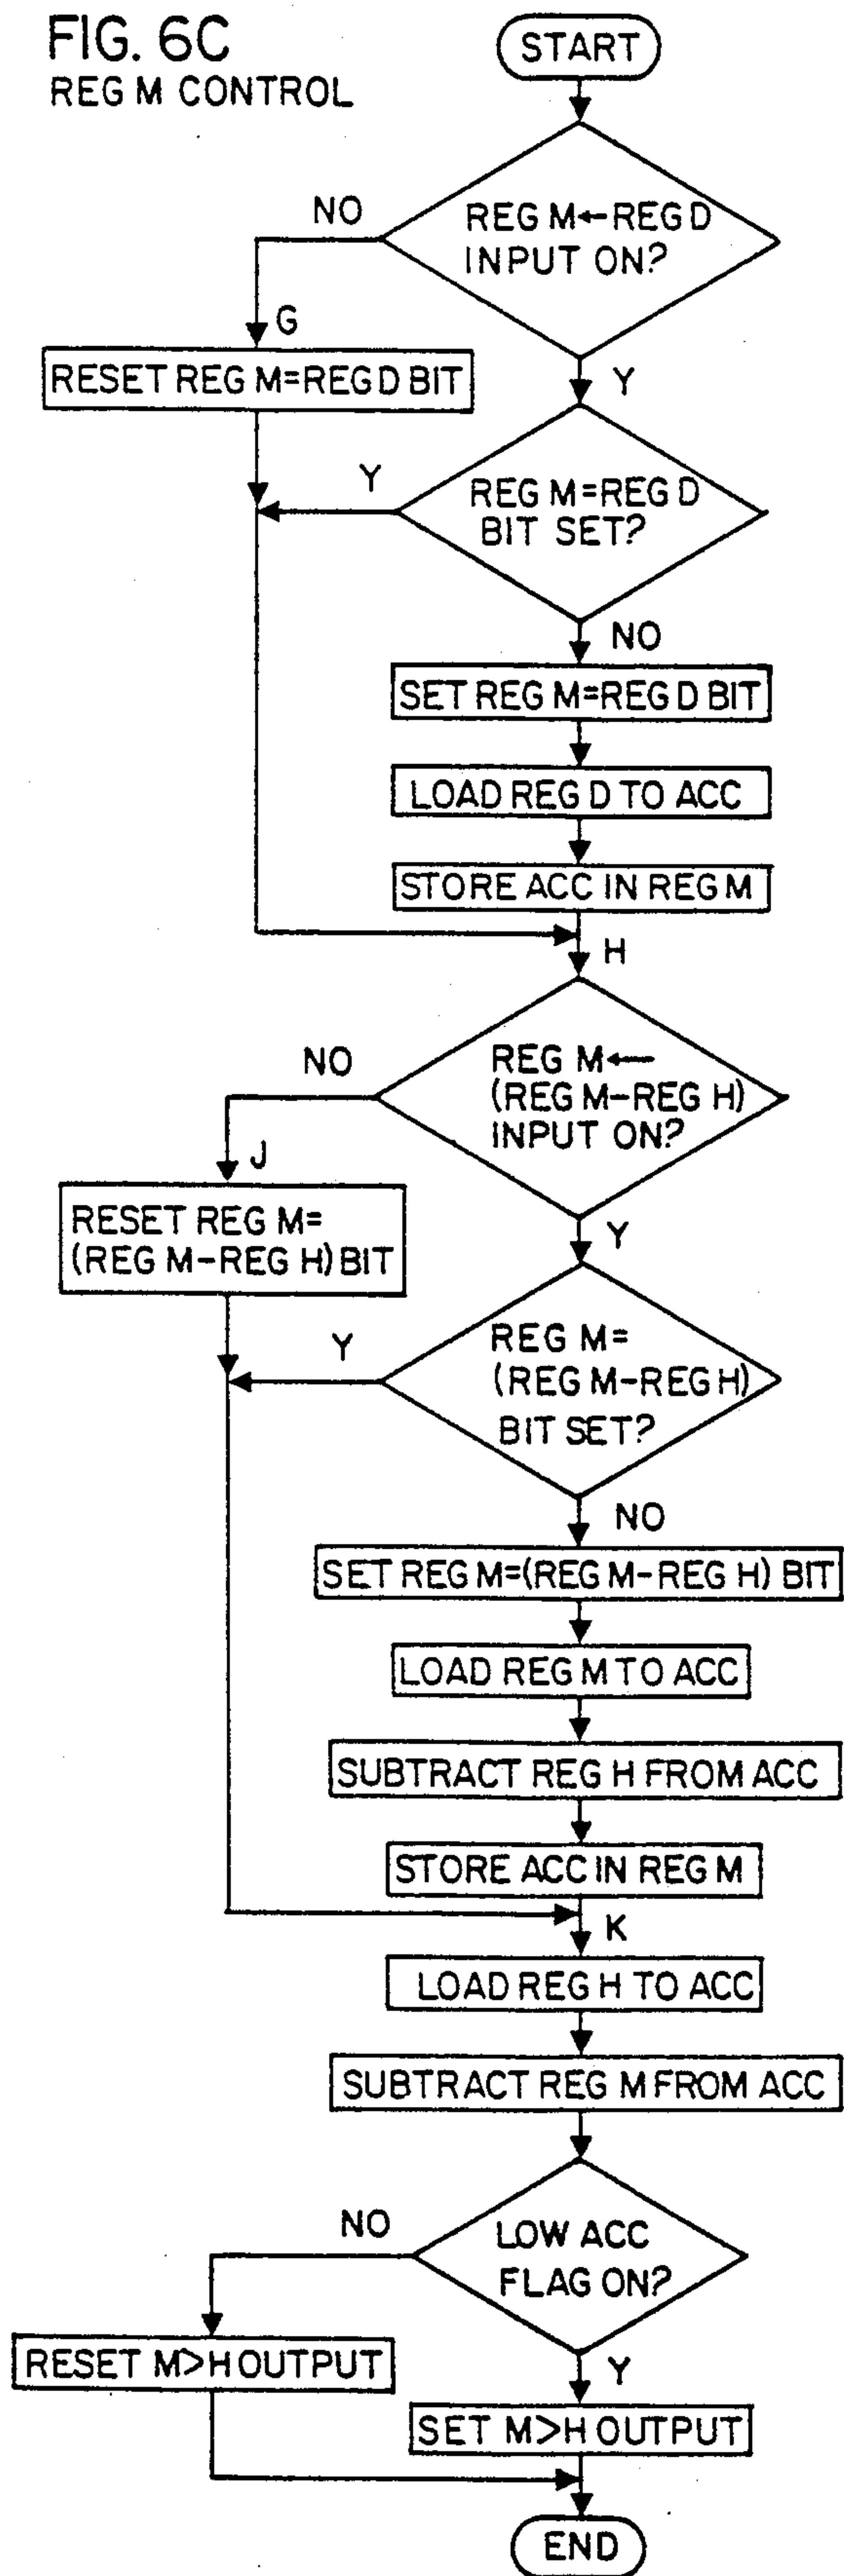 FIG. 6C
REG M CONTROL
START
REG M←REG D
INPUT ON?
NO
G
RESET REG M=REG D BIT
Y
REG M=REG D
BIT SET?
Y
NO
SET REG M=REG D BIT
LOAD REG D TO ACC
STORE ACC IN REG M
H
REG M←
(REG M-REG H)
INPUT ON?
NO
J
RESET REG M=
(REG M-REG H) BIT
Y
REG M=
(REG M-REG H)
BIT SET?
Y
NO
SET REG M=(REG M-REG H) BIT
LOAD REG M TO ACC
SUBTRACT REG H FROM ACC
STORE ACC IN REG M
K
LOAD REG H TO ACC
SUBTRACT REG M FROM ACC
LOW ACC
FLAG ON?
NO
RESET M>H OUTPUT
Y
SET M>H OUTPUT
END